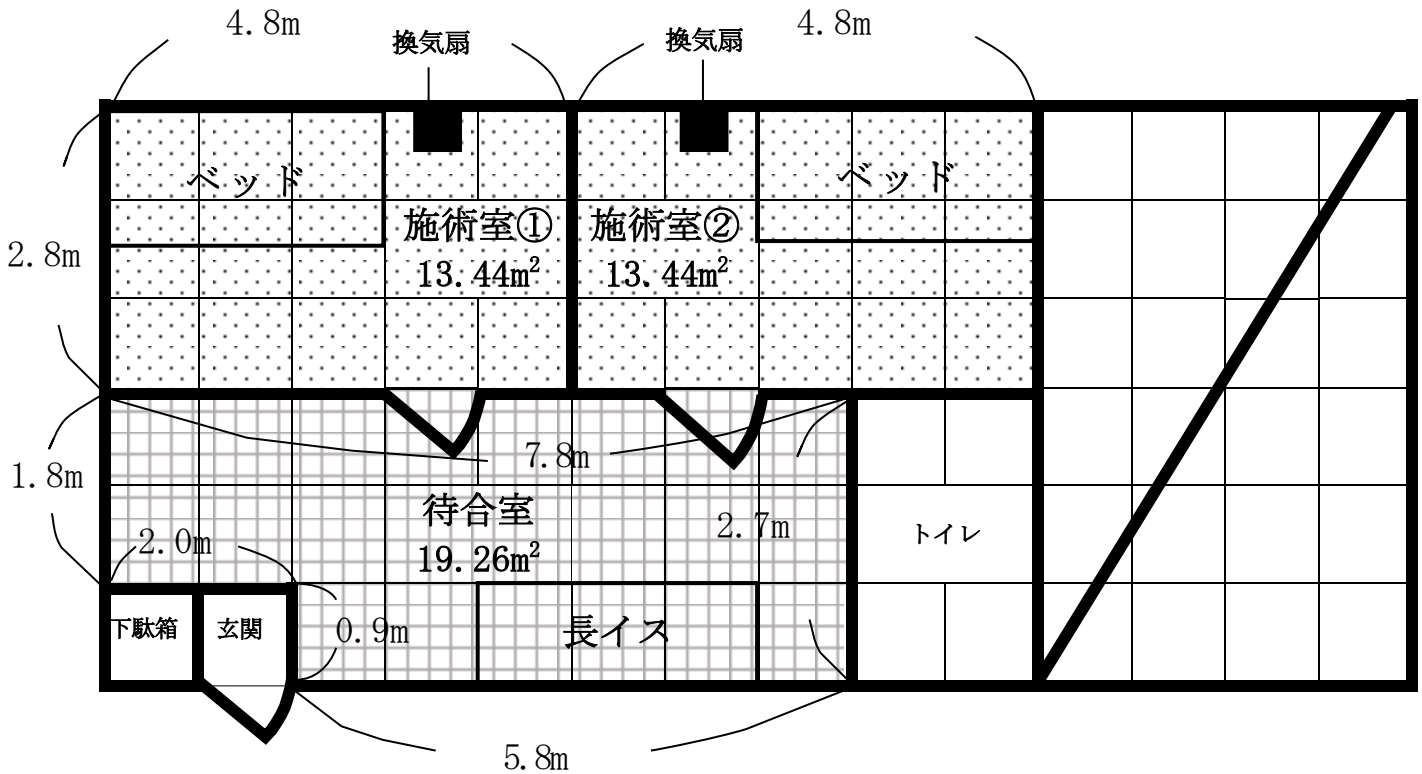 4.8m
換気扇
換気扇
4.8m
ベッド
ベッド
施術室①
13.44m²
施術室②
13.44m²
2.8m
7.8m
1.8m
待合室
19.26m²
2.7m
トイレ
2.0m
下駄箱
玄関
0.9m
長イス
5.8m